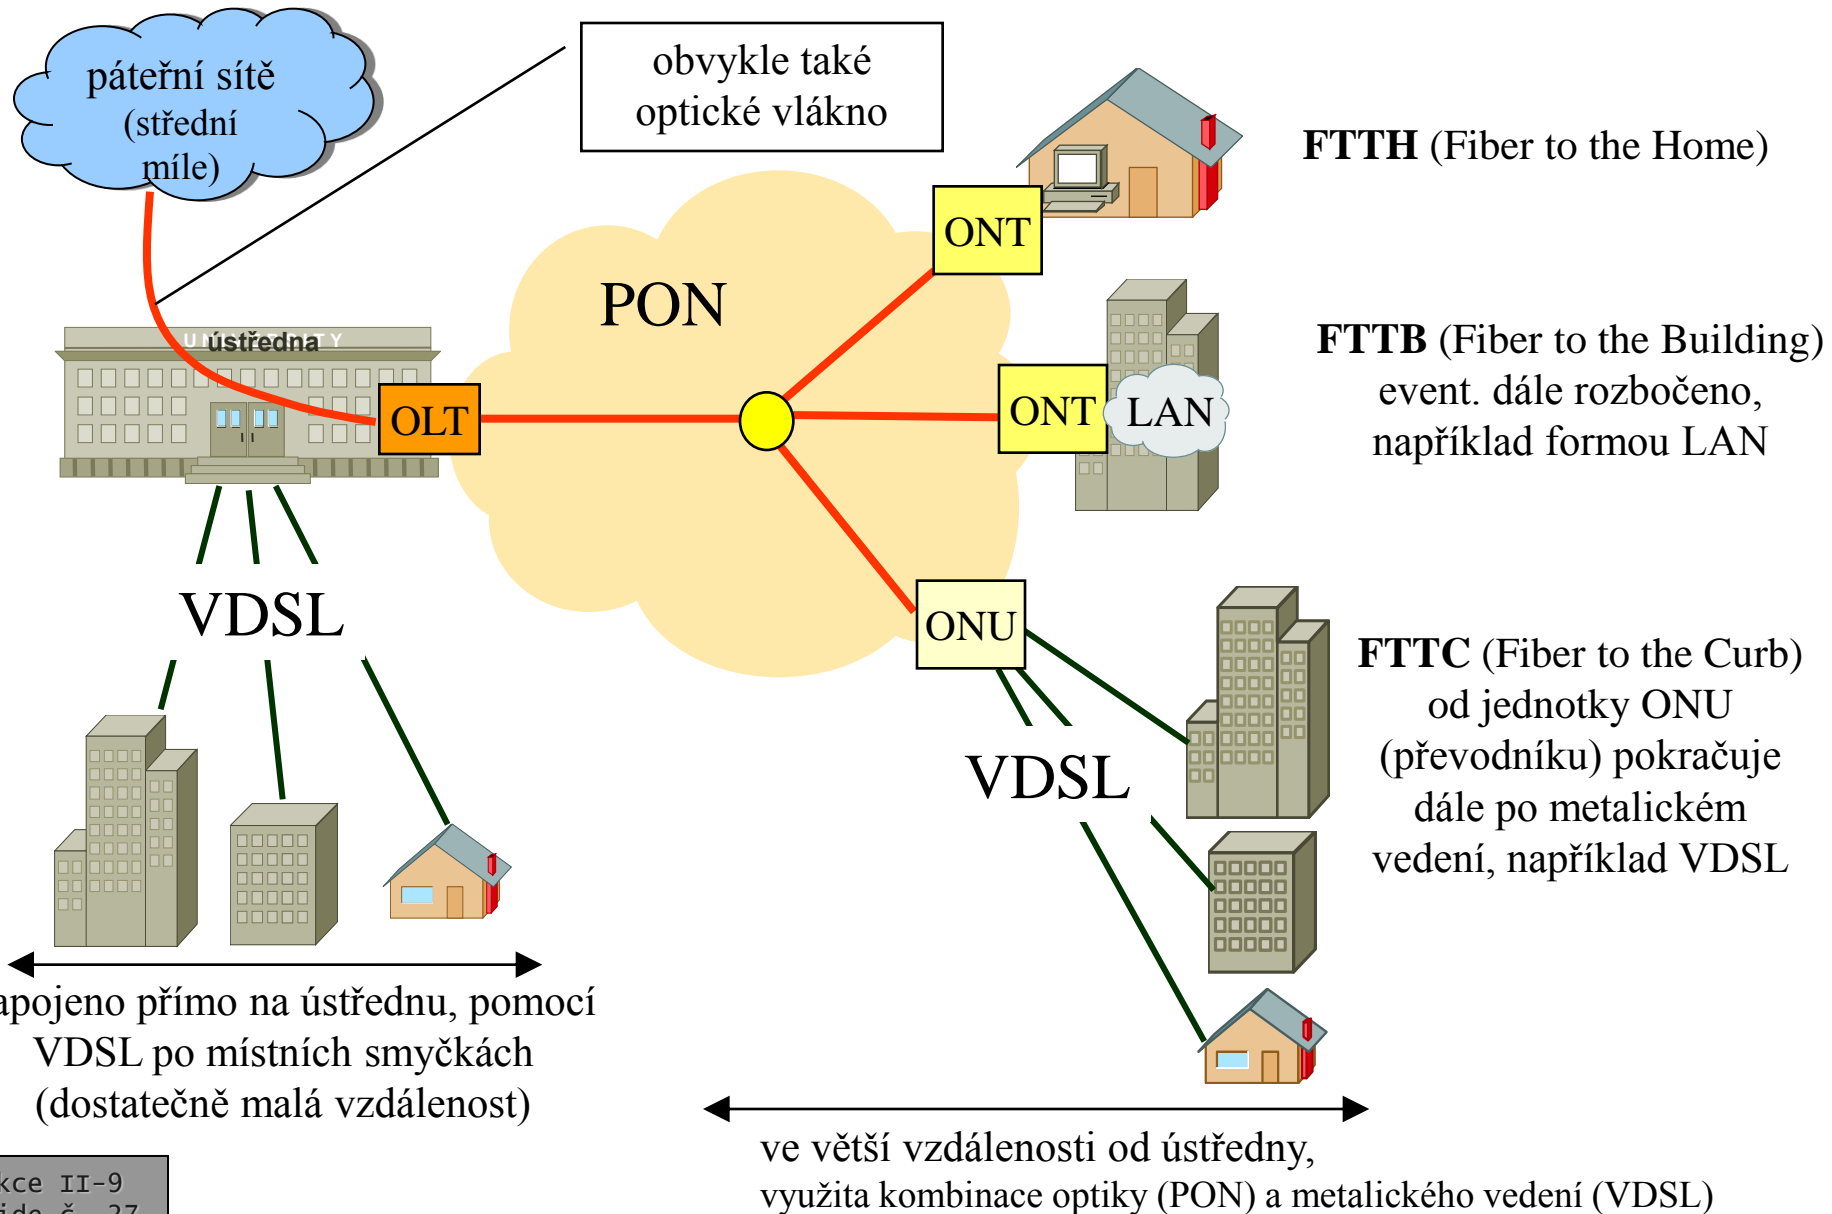 páteřní sítě
(střední
míle)
obvykle také
optické vlákno
FTTH (Fiber to the Home)
ONT
PON
UNIVERSITY
ústředna
OLT
ONT
LAN
FTTB (Fiber to the Building)
event. dále rozbočeno,
například formou LAN
VDSL
ONU
FTTC (Fiber to the Curb)
od jednotky ONU
(převodníku) pokračuje
dále po metalickém
vedení, například VDSL
VDSL
apojeno přímo na ústřednu, pomocí
VDSL po místních smyčkách
(dostatečně malá vzdálenost)
ve větší vzdálenosti od ústředny,
využita kombinace optiky (PON) a metalického vedení (VDSL)
kce II-9
ide č. 27